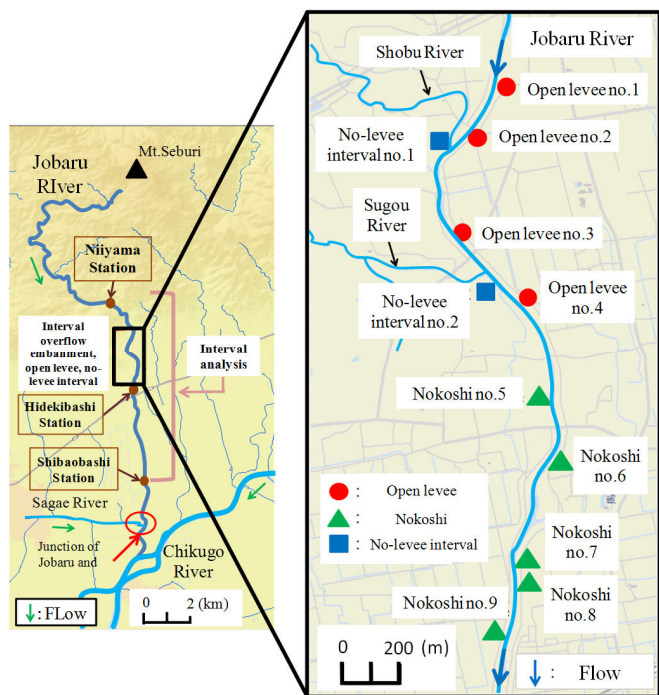 Jobaru
RIver
Mt.Seburi
Niiyama
Station
Interval
overflow
embanment,
open levee, no-
levee interval
Interval
analysis
Hidekibashi
Station
Shibaobashi
Station
Sagae River
Junction of
Jobaru and
Chikugo
River
: FLow
0 2 (km)
Jobaru River
Shobu River
Open levee no.1
No-levee
interval no.1
Open levee no.2
Sugou
River
Open levee no.3
No-levee
interval no.2
Open levee
no.4
Nokoshi no.5
Nokoshi
no.6
: Open levee
: Nokoshi
: No-levee interval
Nokoshi
no.7
Nokoshi
no.8
Nokoshi no.9
0 200 (m)
: Flow